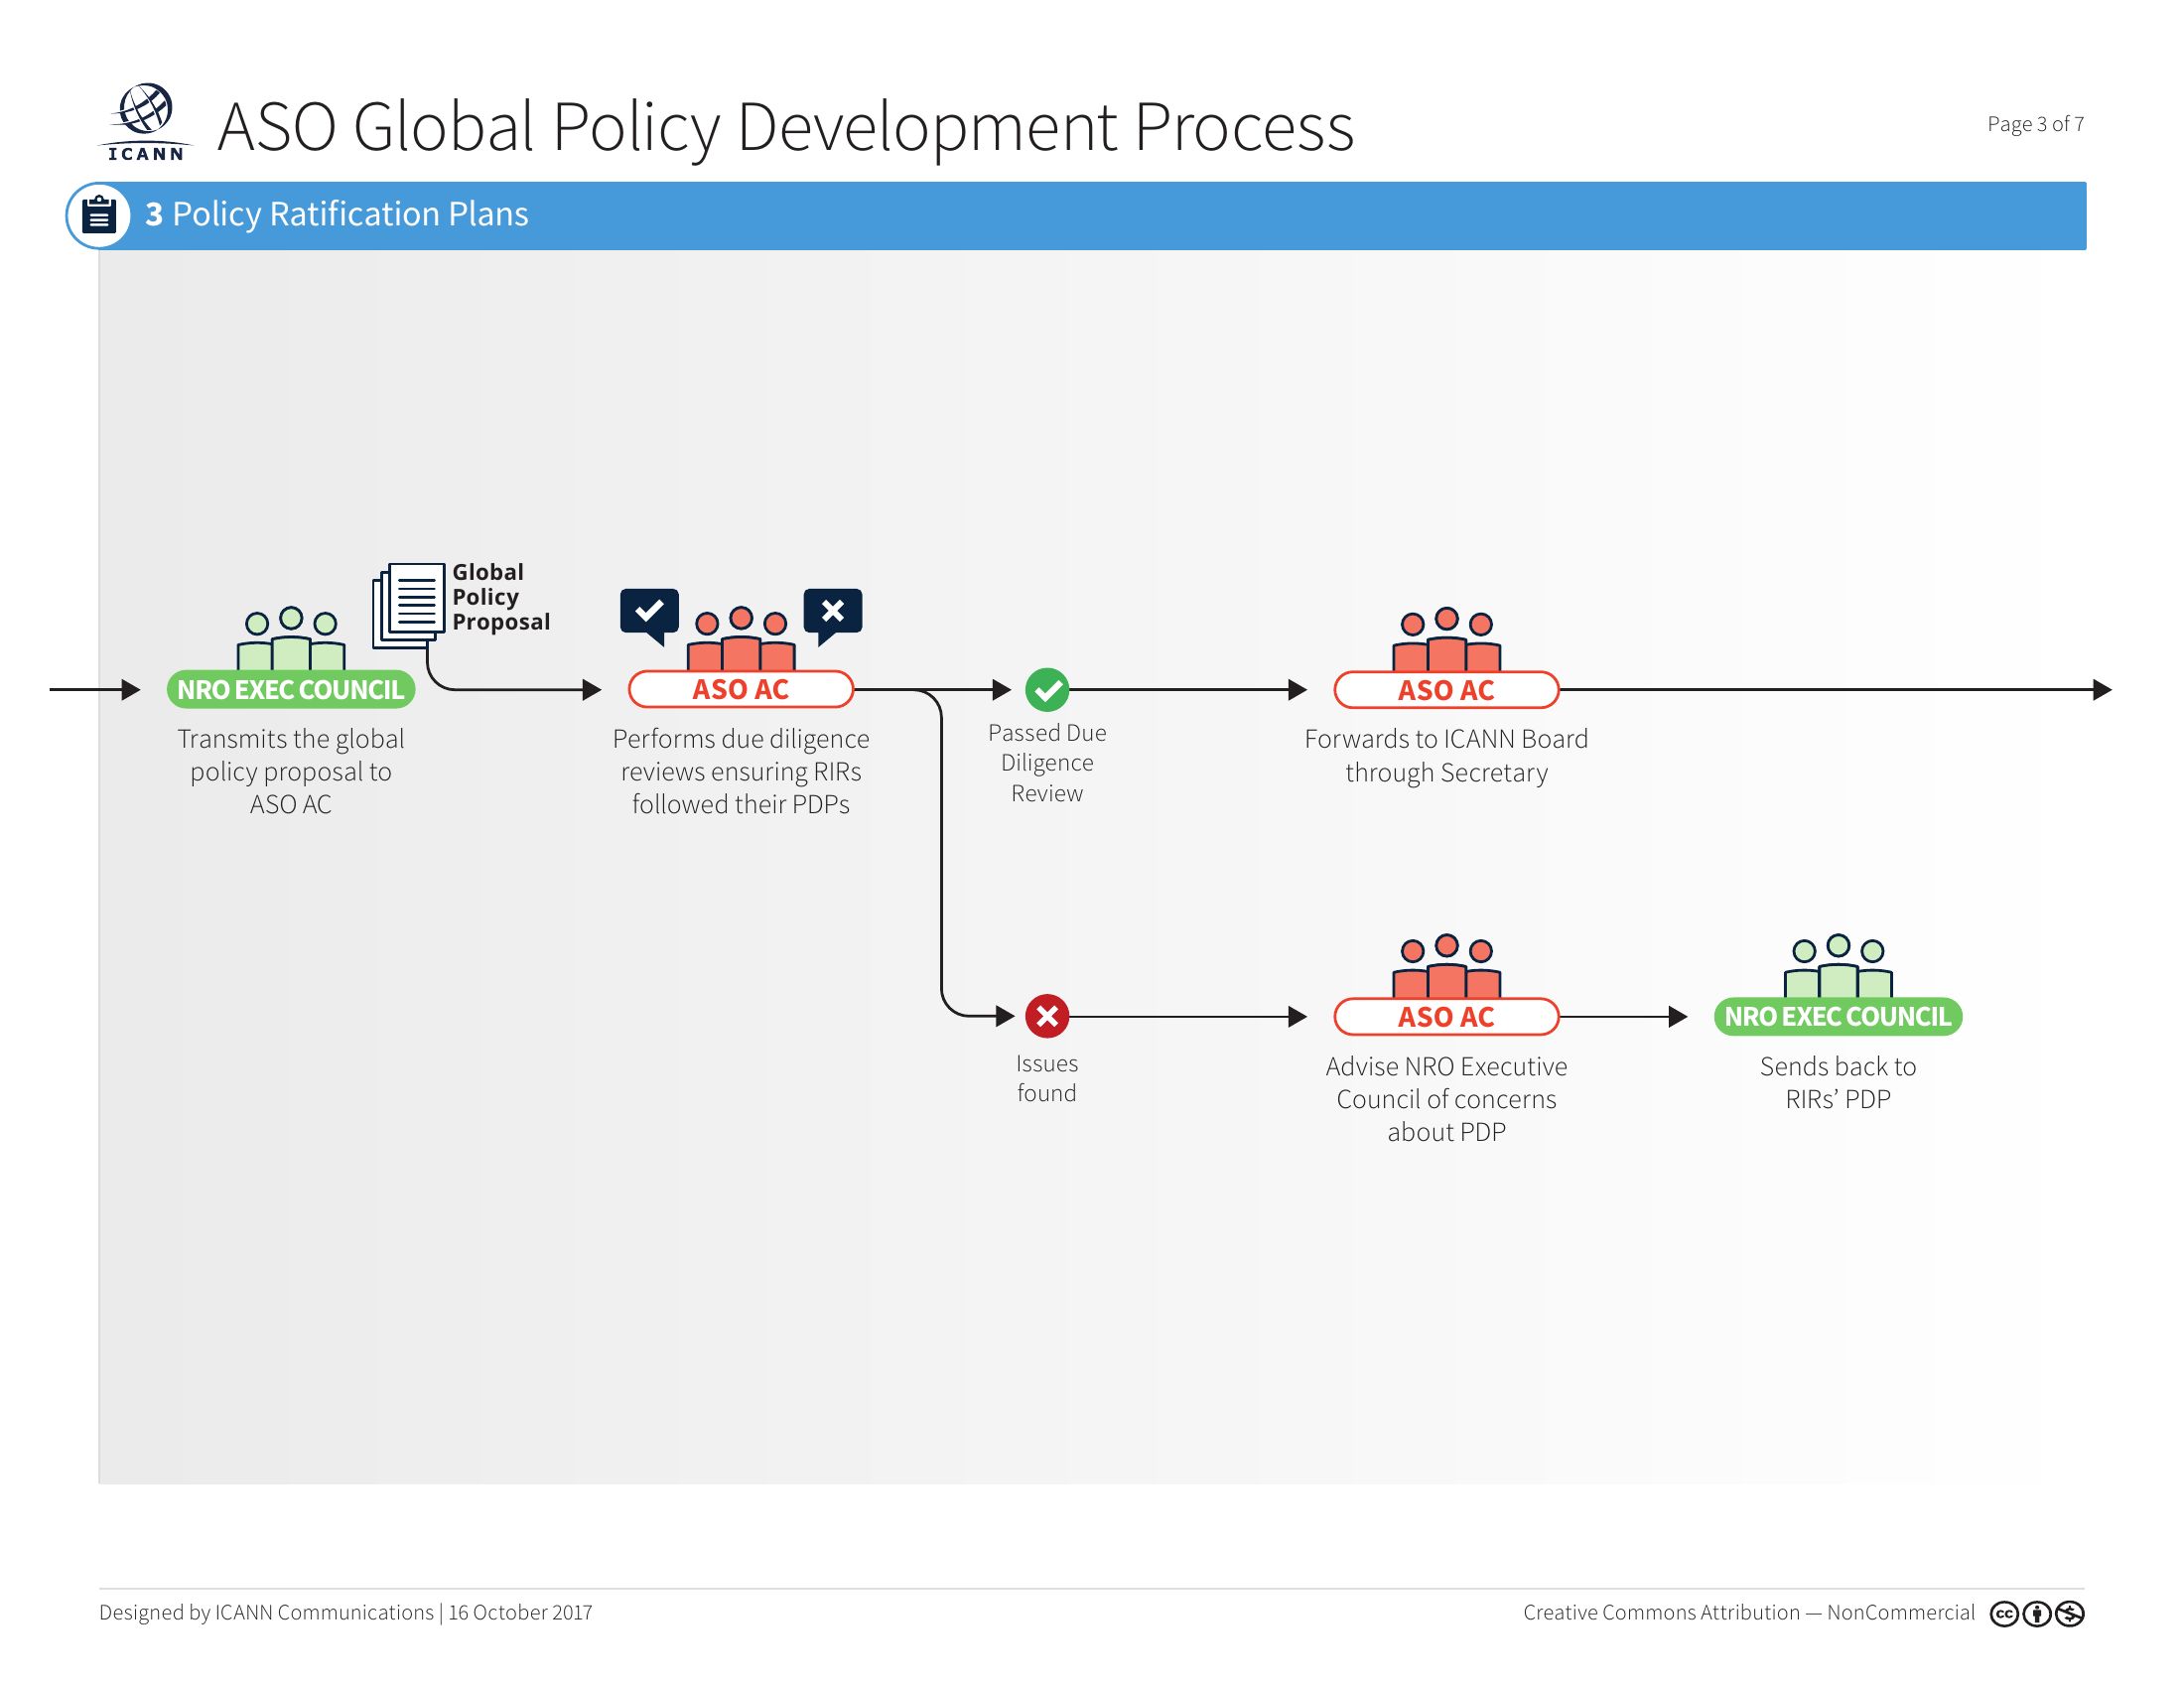 ICANN
ASO Global Policy Development Process
Page 3 of 7
3 Policy Ratification Plans
Global
Policy
Proposal
NRO EXEC COUNCIL
Transmits the global
policy proposal to
ASO AC
ASO AC
Performs due diligence
reviews ensuring RIRs
followed their PDPs
Passed Due
Diligence
Review
ASO AC
Forwards to ICANN Board
through Secretary
Issues
found
ASO AC
Advise NRO Executive
Council of concerns
about PDP
NRO EXEC COUNCIL
Sends back to
RIRs’ PDP
Designed by ICANN Communications | 16 October 2017
Creative Commons Attribution — NonCommercial
cc